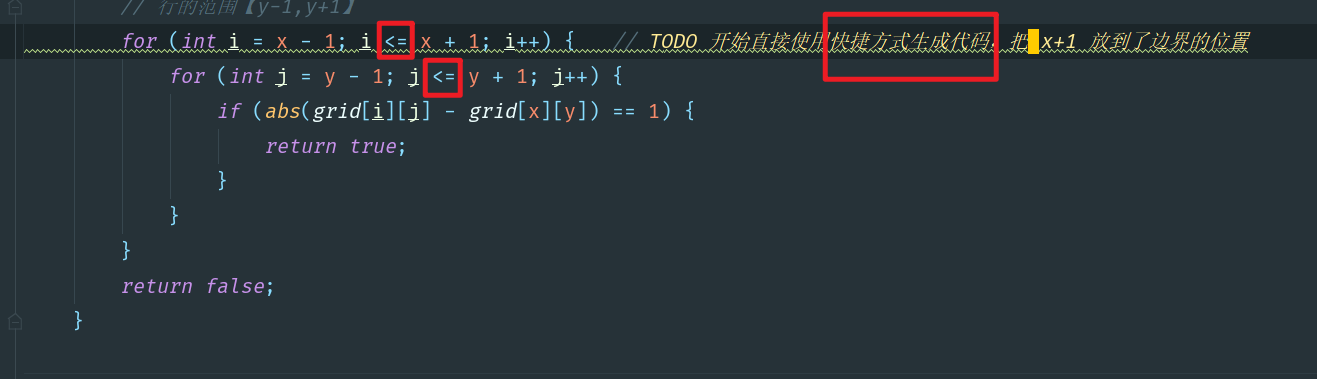 // 行的范围【y-1,y+1】
for (int i = x - 1; i <= x + 1; i++) { // TODO 开始直接使用快捷方式生成代码，把 x+1 放到了边界的位置
for (int j = y - 1; j <= y + 1; j++) {
if (abs(grid[i][j] - grid[x][y]) == 1) {
return true;
}
}
}
return false;
}